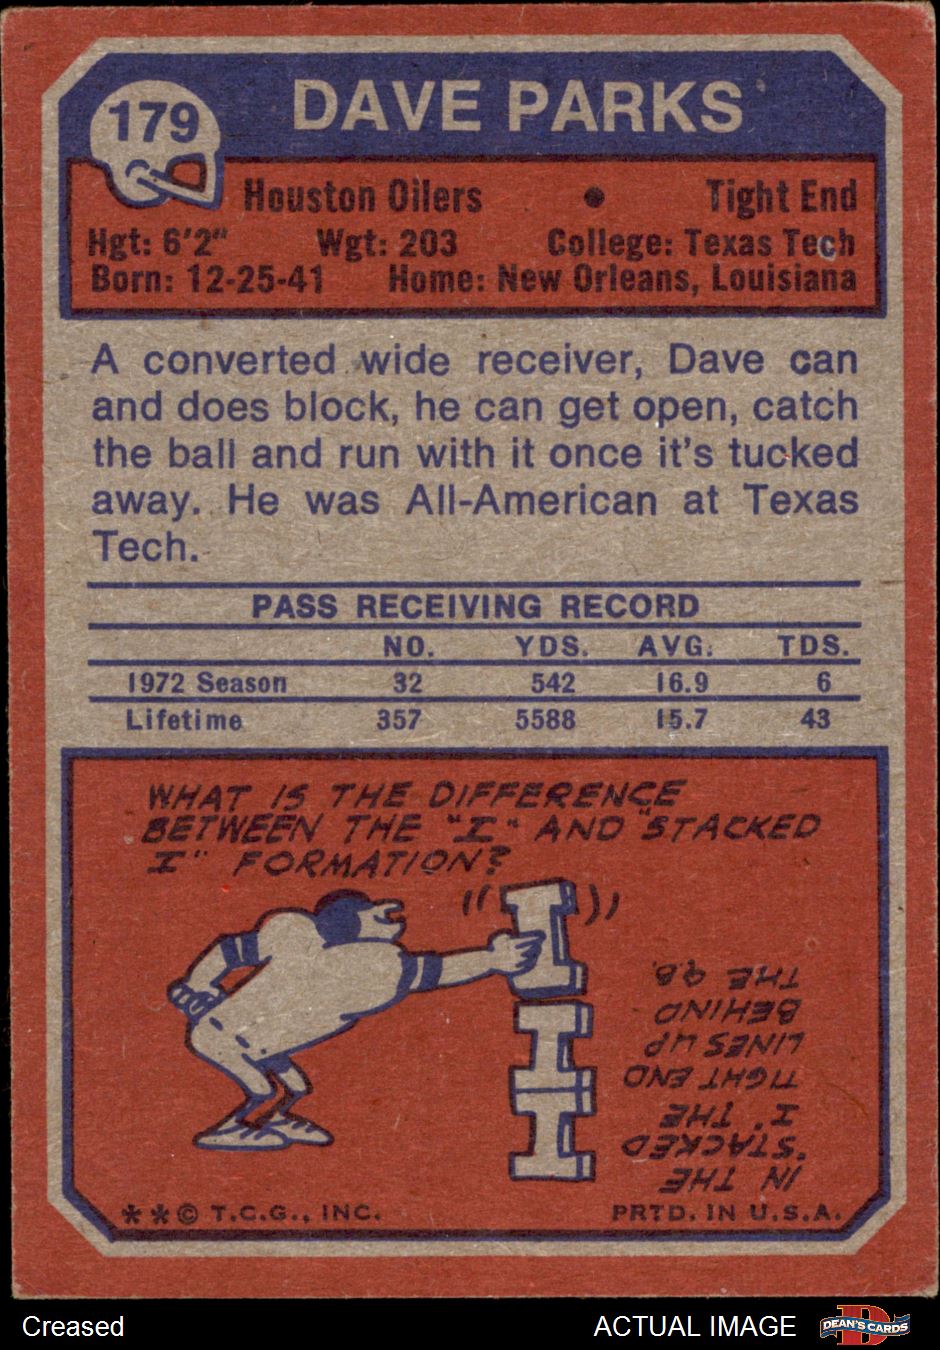 179
DAVE PARKS
Houston Oilers • Tight End
Hgt: 6'2" Wgt: 203 College: Texas Tech
Born: 12-25-41 Home: New Orleans, Louisiana
A converted wide receiver, Dave can
and does block, he can get open, catch
the ball and run with it once it's tucked
away. He was All-American at Texas
Tech.
PASS RECEIVING RECORD
NO. YDS. AVG. TDS.
1972 Season 32 542 16.9 6
Lifetime 357 5588 15.7 43
WHAT IS THE DIFFERENCE
BETWEEN THE "I" AND "STACKED
I" FORMATION?
I
I
I
IN THE
"STACKED
I" THE
TIGHT END
LINES UP
BEHIND
THE Q.B.
**© T.C.G., INC. PRTD. IN U.S.A.
Creased
ACTUAL IMAGE
D
DEAN'S CARDS